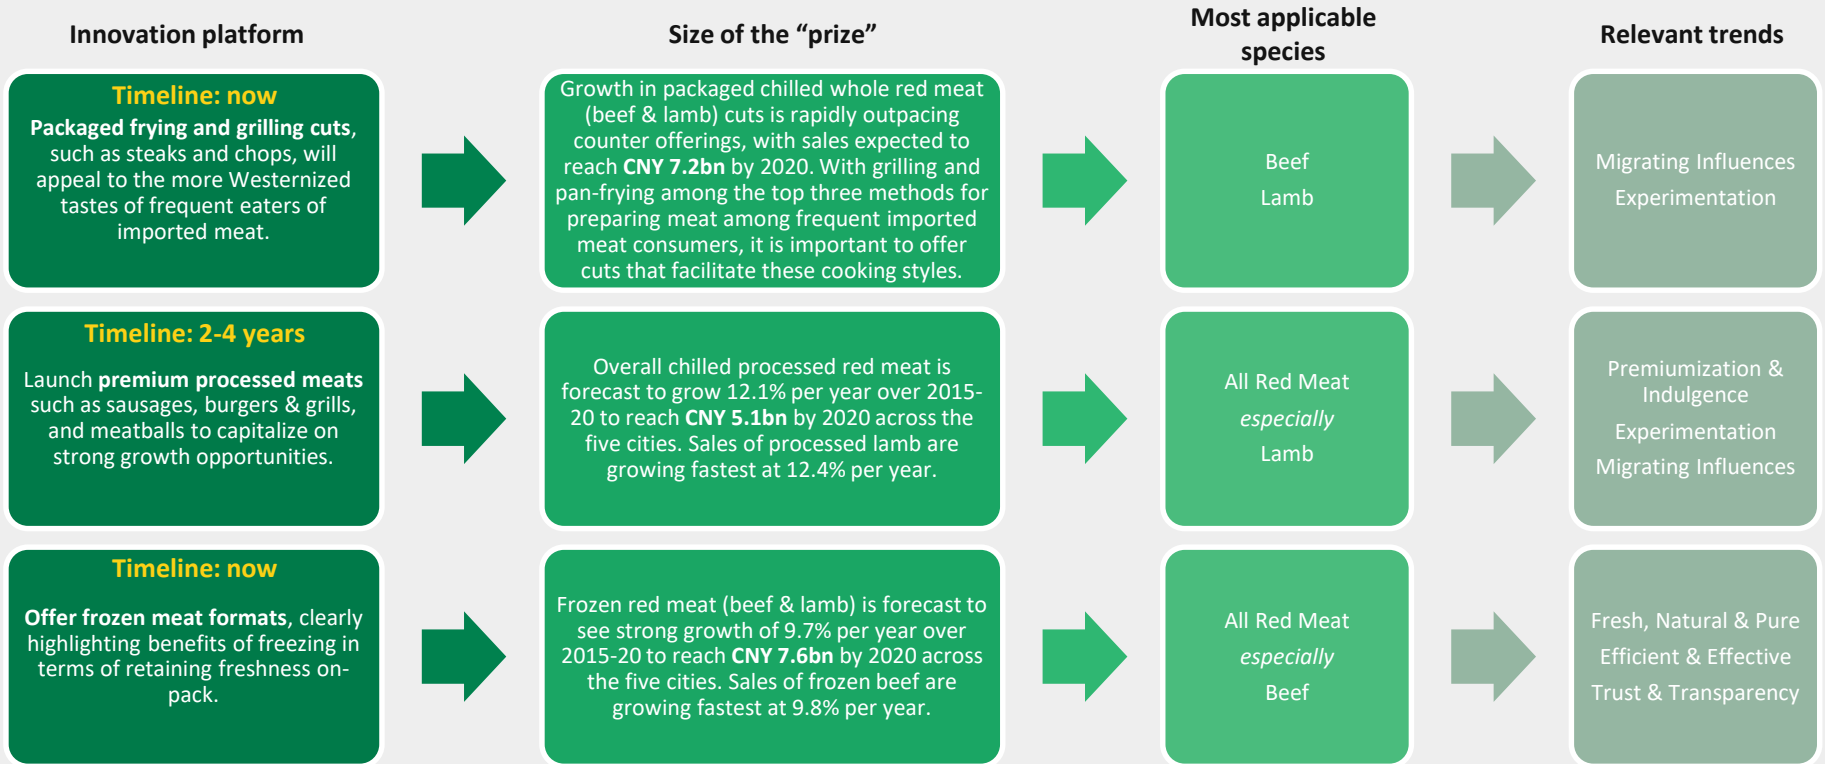 Innovation platform
Size of the “prize”
Most applicable
species
Relevant trends
Timeline: now
Packaged frying and grilling cuts,
such as steaks and chops, will
appeal to the more Westernized
tastes of frequent eaters of
imported meat.
Growth in packaged chilled whole red meat
(beef & lamb) cuts is rapidly outpacing
counter offerings, with sales expected to
reach CNY 7.2bn by 2020. With grilling and
pan-frying among the top three methods for
preparing meat among frequent imported
meat consumers, it is important to offer
cuts that facilitate these cooking styles.
Beef
Lamb
Migrating Influences
Experimentation
Timeline: 2-4 years
Launch premium processed meats
such as sausages, burgers & grills,
and meatballs to capitalize on
strong growth opportunities.
Overall chilled processed red meat is
forecast to grow 12.1% per year over 2015-
20 to reach CNY 5.1bn by 2020 across the
five cities. Sales of processed lamb are
growing fastest at 12.4% per year.
All Red Meat
especially
Lamb
Premiumization &
Indulgence
Experimentation
Migrating Influences
Timeline: now
Offer frozen meat formats, clearly
highlighting benefits of freezing in
terms of retaining freshness on-
pack.
Frozen red meat (beef & lamb) is forecast to
see strong growth of 9.7% per year over
2015-20 to reach CNY 7.6bn by 2020 across
the five cities. Sales of frozen beef are
growing fastest at 9.8% per year.
All Red Meat
especially
Beef
Fresh, Natural & Pure
Efficient & Effective
Trust & Transparency